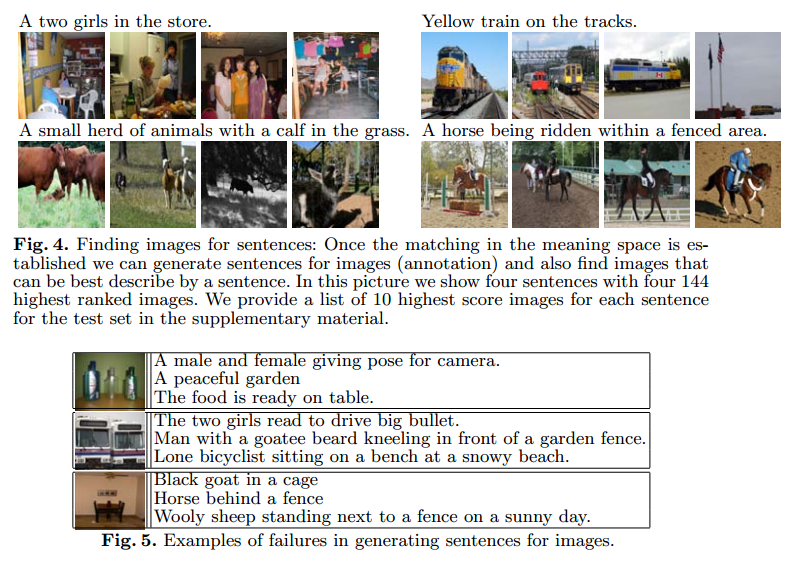 A two girls in the store.
Yellow train on the tracks.
A small herd of animals with a calf in the grass.
A horse being ridden within a fenced area.
Fig. 4. Finding images for sentences: Once the matching in the meaning space is es-
tablished we can generate sentences for images (annotation) and also find images that
can be best describe by a sentence. In this picture we show four sentences with four 144
highest ranked images. We provide a list of 10 highest score images for each sentence
for the test set in the supplementary material.
A male and female giving pose for camera.
A peaceful garden
The food is ready on table.
The two girls read to drive big bullet.
Man with a goatee beard kneeling in front of a garden fence.
Lone bicyclist sitting on a bench at a snowy beach.
Black goat in a cage
Horse behind a fence
Wooly sheep standing next to a fence on a sunny day.
Fig. 5. Examples of failures in generating sentences for images.